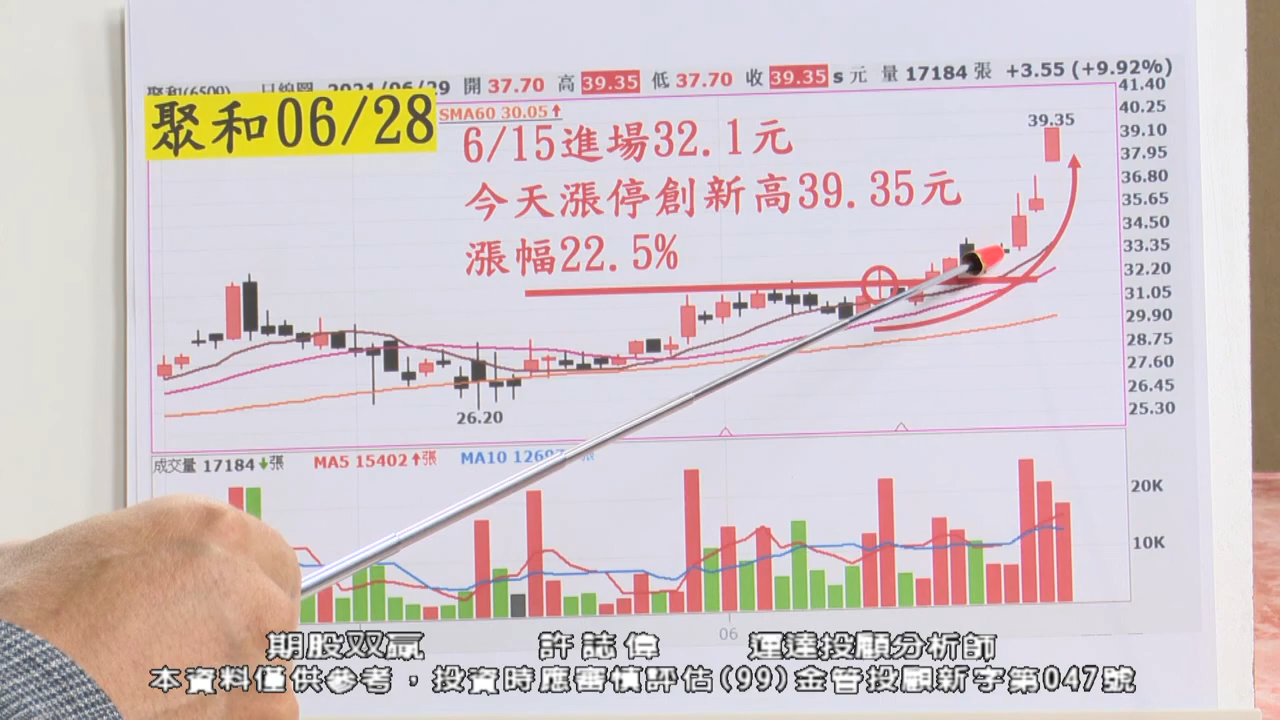 2021/06/29 開 37.70 高 39.35 低 37.70 收 39.35 s元 量 17184 張 +3.55 (+9.92%)
聚和06/28
SMA60 30.05↑
6/15進場32.1元
今天漲停創新高39.35元
漲幅22.5%
39.35
26.20
41.40
40.25
39.10
37.95
36.80
35.65
34.50
33.35
32.20
31.05
29.90
28.75
27.60
26.45
25.30
成交量 17184↓張 MA5 15402↑張 MA10
20K
10K
06
期股双贏 許誌偉 運達投顧分析師
本資料僅供參考，投資時應審慎評估(99)金管投顧新字第047號